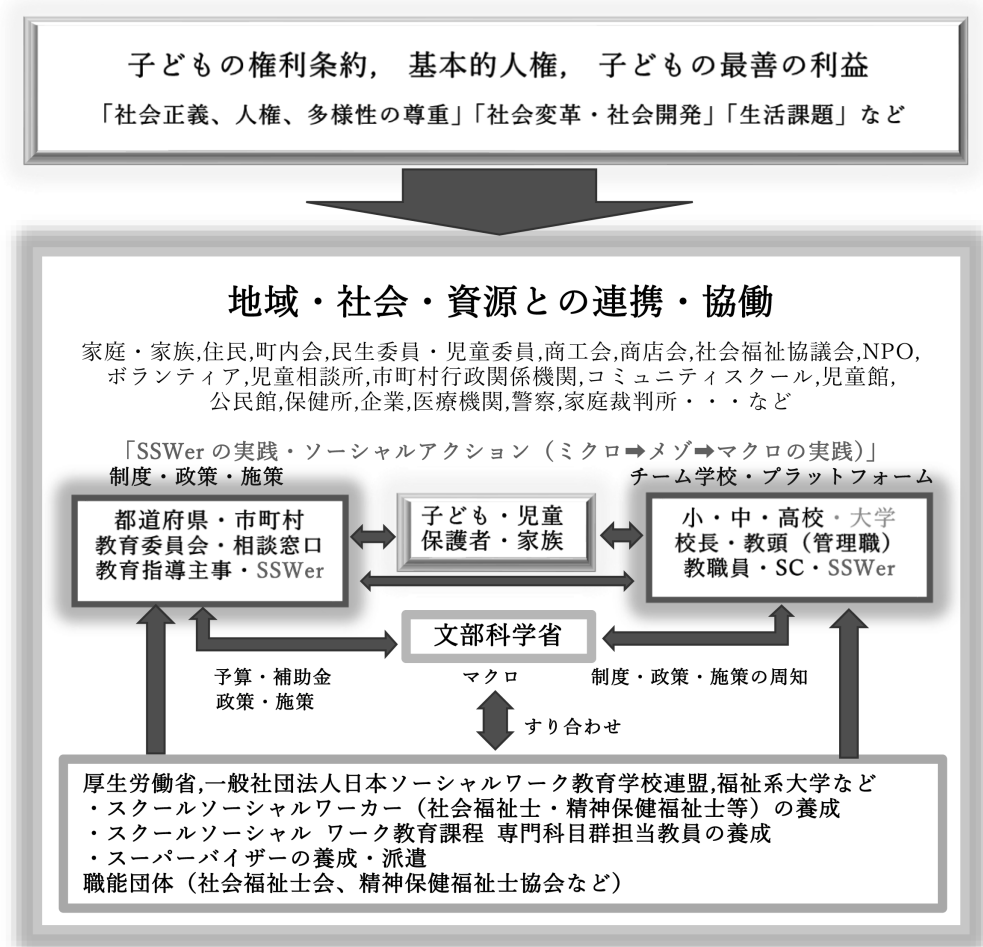 子どもの権利条約, 基本的人権, 子どもの最善の利益
「社会正義、人権、多様性の尊重」「社会変革・社会開発」「生活課題」など
地域・社会・資源との連携・協働
家庭・家族,住民,町内会,民生委員・児童委員,商工会,商店会,社会福祉協議会,NPO,
ボランティア,児童相談所,市町村行政関係機関,コミュニティスクール,児童館,
公民館,保健所,企業,医療機関,警察,家庭裁判所・・・など
「SSWerの実践・ソーシャルアクション（ミクロ➡メゾ➡マクロの実践)」
制度・政策・施策
都道府県・市町村
教育委員会・相談窓口
教育指導主事・SSWer
子ども・児童
保護者・家族
チーム学校・プラットフォーム
小・中・高校・大学
校長・教頭（管理職）
教職員・SC・SSWer
文部科学省
マクロ
予算・補助金
政策・施策
制度・政策・施策の周知
すり合わせ
厚生労働省,一般社団法人日本ソーシャルワーク教育学校連盟,福祉系大学など
・スクールソーシャルワーカー（社会福祉士・精神保健福祉士等）の養成
・スクールソーシャル ワーク教育課程 専門科目群担当教員の養成
・スーパーバイザーの養成・派遣
職能団体（社会福祉士会、精神保健福祉士協会など）